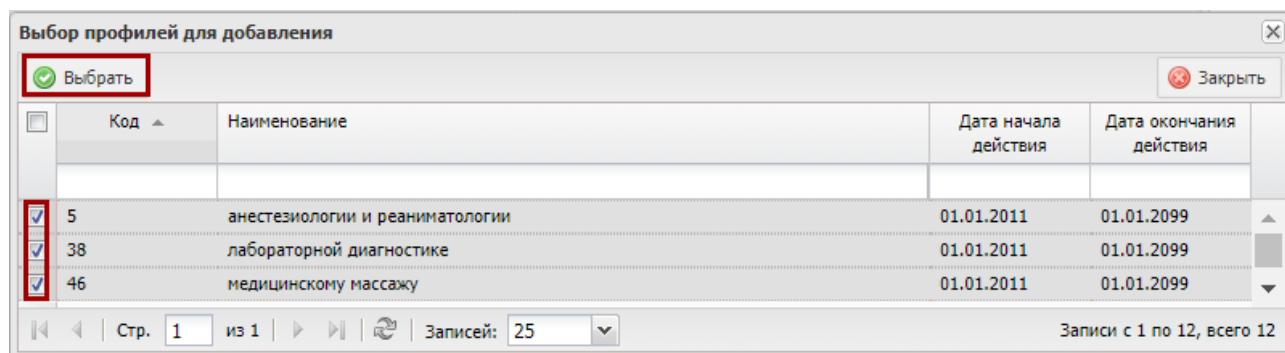 Выбор профилей для добавления
Выбрать Закрыть
Код Наименование Дата начала действия Дата окончания действия
5 анестезиологии и реаниматологии 01.01.2011 01.01.2099
38 лабораторной диагностике 01.01.2011 01.01.2099
46 медицинскому массажу 01.01.2011 01.01.2099
Стр. 1 из 1 Записей: 25 Записи с 1 по 12, всего 12